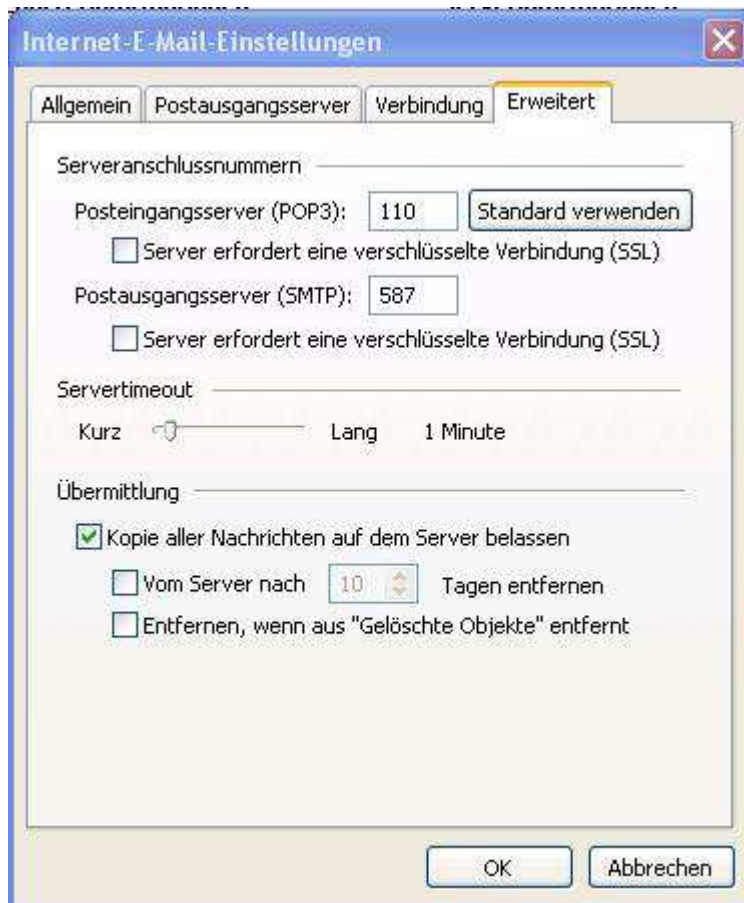 Internet-E-Mail-Einstellungen
Allgemein Postausgangsserver Verbindung Erweitert
Serveranschlussnummern
Posteingangsserver (POP3): 110 Standard verwenden
Server erfordert eine verschlüsselte Verbindung (SSL)
Postausgangsserver (SMTP): 587
Server erfordert eine verschlüsselte Verbindung (SSL)
Servertimeout
Kurz Lang 1 Minute
Übermittlung
Kopie aller Nachrichten auf dem Server belassen
Vom Server nach 10 Tagen entfernen
Entfernen, wenn aus "Gelöschte Objekte" entfernt
OK Abbrechen